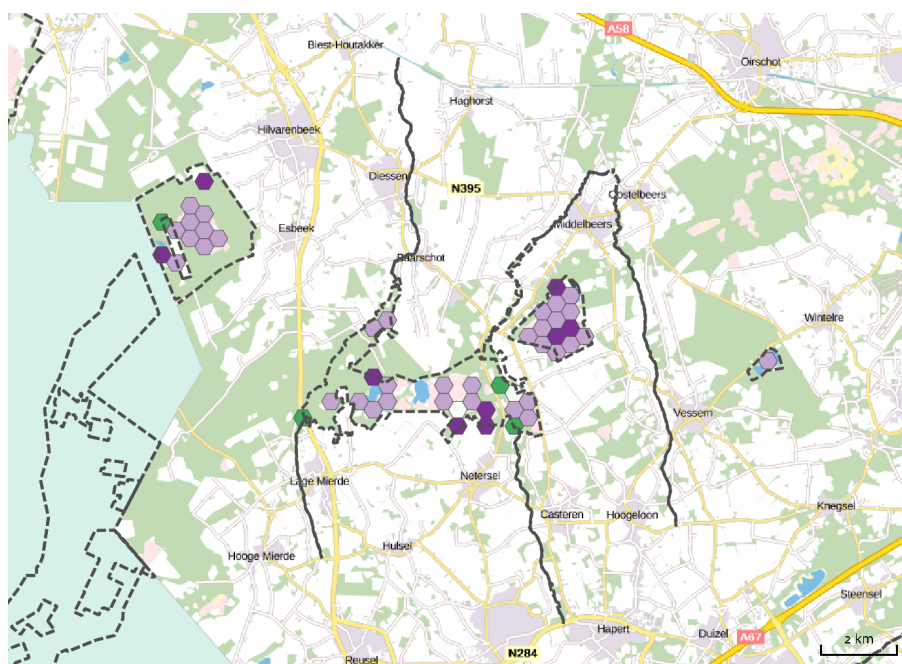 A58
Biest-Houtakker
Oirschot
Haghorst
Hilvarenbeek
Diessen
N395
Oostelbeers
Middelbeers
Esbeek
Baarschot
Wintelre
Vessem
Netersel
Lage Mierde
Knegsel
Casteren
Hoogeloon
Hulsel
Hooge Mierde
Steensel
Hapert
Duizel
A67
2 km
N284
Reusel